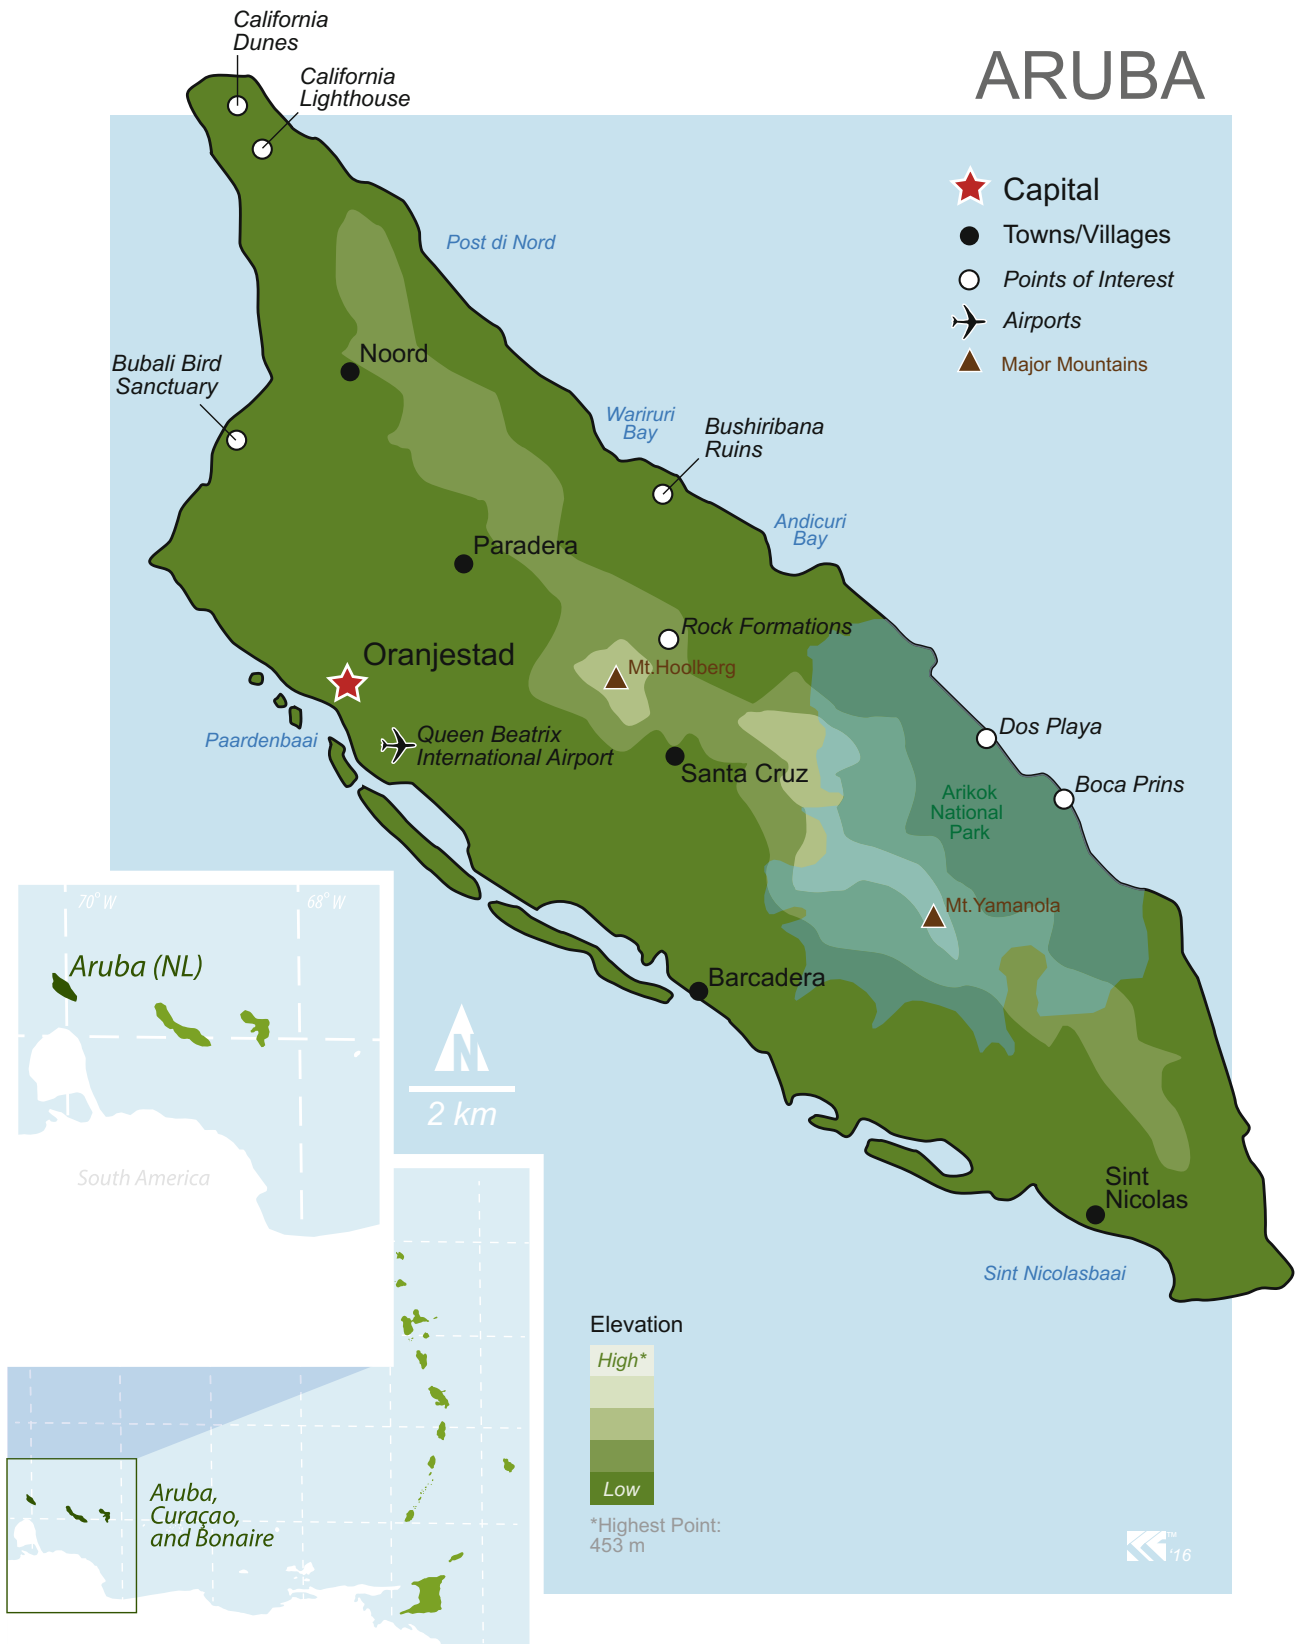 California
Dunes
California
Lighthouse
ARUBA
Capital
Towns/Villages
Points of Interest
Airports
Major Mountains
Post di Nord
Noord
Bubali Bird
Sanctuary
Wariruri
Bay
Bushiribana
Ruins
Andicuri
Bay
Paradera
Rock Formations
Oranjestad
Mt.Hoolberg
Paardenbaai
Queen Beatrix
International Airport
Santa Cruz
Dos Playa
Boca Prins
Arikok
National
Park
Mt.Yamanola
Barcadera
70°W
68°W
Aruba (NL)
South America
N
2 km
Sint
Nicolas
Sint Nicolasbaai
Elevation
High*
Low
*Highest Point:
453 m
Aruba,
Curaçao,
and Bonaire
TM
'16